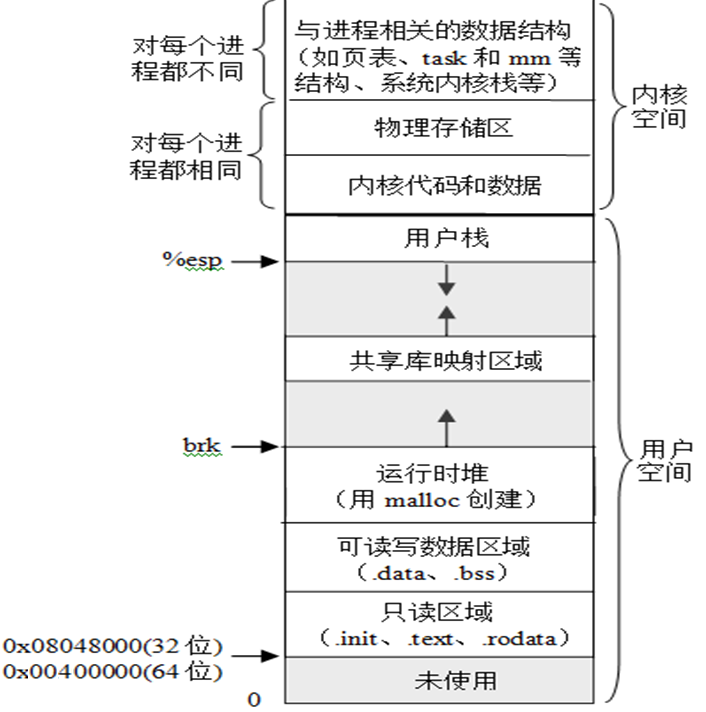 对每个进
程都不同
与进程相关的数据结构
（如页表、task 和 mm 等
结构、系统内核栈等）
内核
空间
对每个进
程都相同
物理存储区
内核代码和数据
用户栈
%esp
共享库映射区域
brk
运行时堆
（用 malloc 创建）
用户
空间
可读写数据区域
（.data、.bss）
只读区域
（.init、.text、.rodata）
0x08048000(32 位)
0x00400000(64 位)
未使用
0